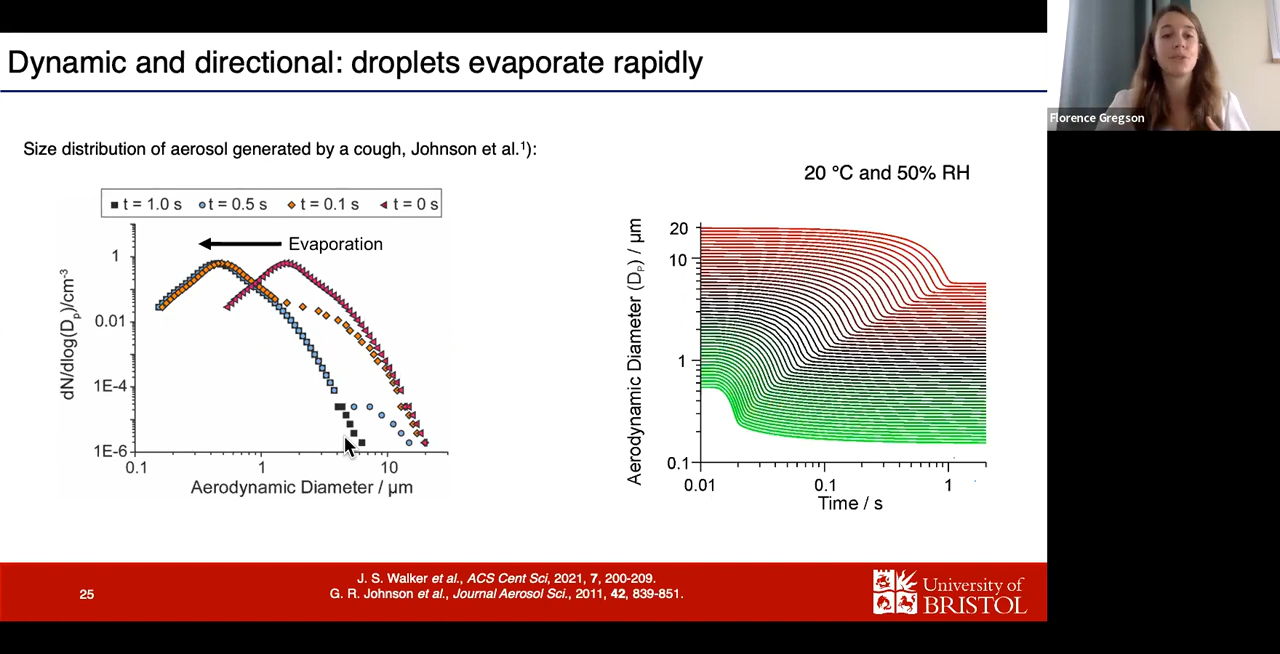 Dynamic and directional: droplets evaporate rapidly
Florence Gregson
Size distribution of aerosol generated by a cough, Johnson et al.¹):
20 °C and 50% RH
t = 1.0 s t = 0.5 s t = 0.1 s t = 0 s
Evaporation
dN/dlog(Dp)/cm-3
1
0.01
1E-4
1E-6
0.1 1 10
Aerodynamic Diameter / µm
Aerodynamic Diameter (Dp) / µm
20
10
1
0.1
0.01 0.1 1
Time / s
25
J. S. Walker et al., ACS Cent Sci, 2021, 7, 200-209.
G. R. Johnson et al., Journal Aerosol Sci., 2011, 42, 839-851.
University of
BRISTOL